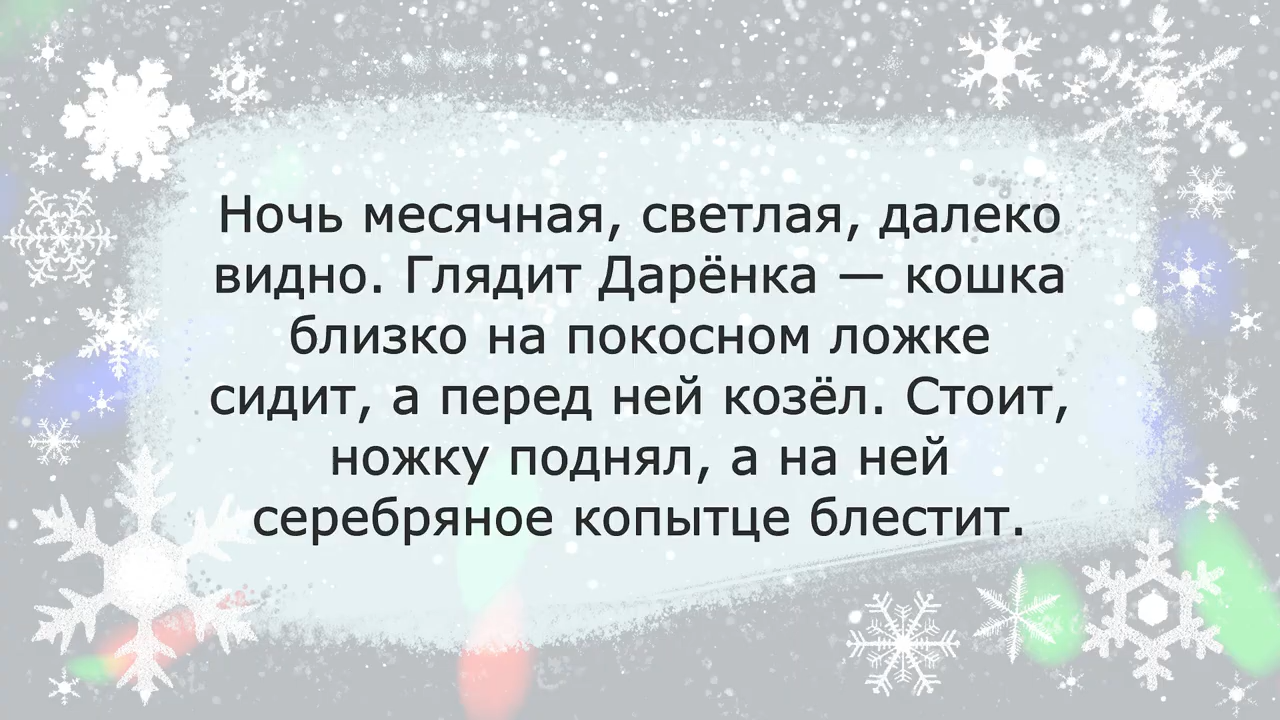 Ночь месячная, светлая, далеко
видно. Глядит Дарёнка — кошка
близко на покосном ложке
сидит, а перед ней козёл. Стоит,
ножку поднял, а на ней
серебряное копытце блестит.